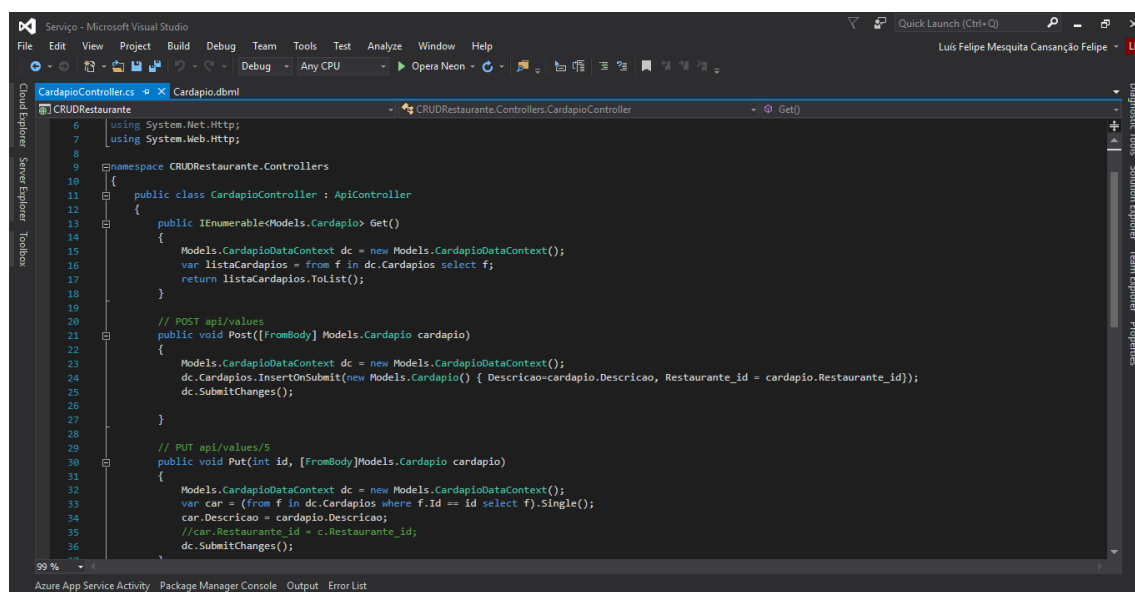 Serviço - Microsoft Visual Studio
Quick Launch (Ctrl+Q)
File Edit View Project Build Debug Team Tools Test Analyze Window Help
Luís Felipe Mesquita Cansanção Felipe
Debug Any CPU Opera Neon
CardapioController.cs Cardapio.dbml
CRUDRestaurante CRUDRestaurante.Controllers.CardapioController Get()
6 using System.Net.Http;
7 using System.Web.Http;
8
9 namespace CRUDRestaurante.Controllers
10 {
11 public class CardapioController : ApiController
12 {
13 public IEnumerable<Models.Cardapio> Get()
14 {
15 Models.CardapioDataContext dc = new Models.CardapioDataContext();
16 var listaCardapios = from f in dc.Cardapios select f;
17 return listaCardapios.ToList();
18 }
19
20 // POST api/values
21 public void Post([FromBody] Models.Cardapio cardapio)
22 {
23 Models.CardapioDataContext dc = new Models.CardapioDataContext();
24 dc.Cardapios.InsertOnSubmit(new Models.Cardapio() { Descricao=cardapio.Descricao, Restaurante_id = cardapio.Restaurante_id});
25 dc.SubmitChanges();
26
27 }
28
29 // PUT api/values/5
30 public void Put(int id, [FromBody]Models.Cardapio cardapio)
31 {
32 Models.CardapioDataContext dc = new Models.CardapioDataContext();
33 var car = (from f in dc.Cardapios where f.Id == id select f).Single();
34 car.Descricao = cardapio.Descricao;
35 //car.Restaurante_id = c.Restaurante_id;
36 dc.SubmitChanges();
99 %
Azure App Service Activity Package Manager Console Output Error List
Cloud Explorer
Server Explorer
Toolbox
Diagnostic Tools
Solution Explorer
Team Explorer
Properties